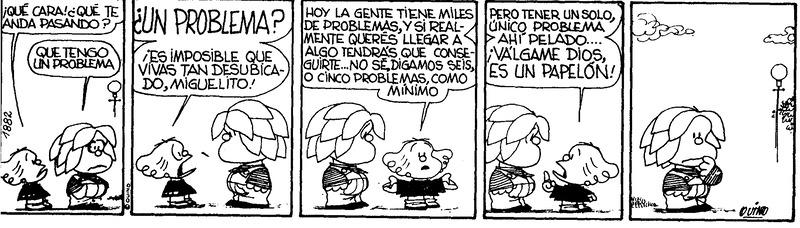 ¡QUÉ CARA! ¿QUÉ TE
ANDA PASANDO?
QUE TENGO
UN PROBLEMA
1882
¿UN PROBLEMA?
¡ES IMPOSIBLE QUE
VIVAS TAN DESUBICA-
DO, MIGUELITO!
©QUINO
HOY LA GENTE TIENE MILES
DE PROBLEMAS, Y SI REAL-
MENTE QUERÉS LLEGAR A
ALGO TENDRÁS QUE CONSE-
GUIRTE... NO SÉ, DIGAMOS SEIS,
O CINCO PROBLEMAS, COMO
MÍNIMO
PERO TENER UN SOLO,
ÚNICO PROBLEMA
AHÍ PELADO....
¡VÁLGAME DIOS,
ES UN PAPELÓN!
QUINO